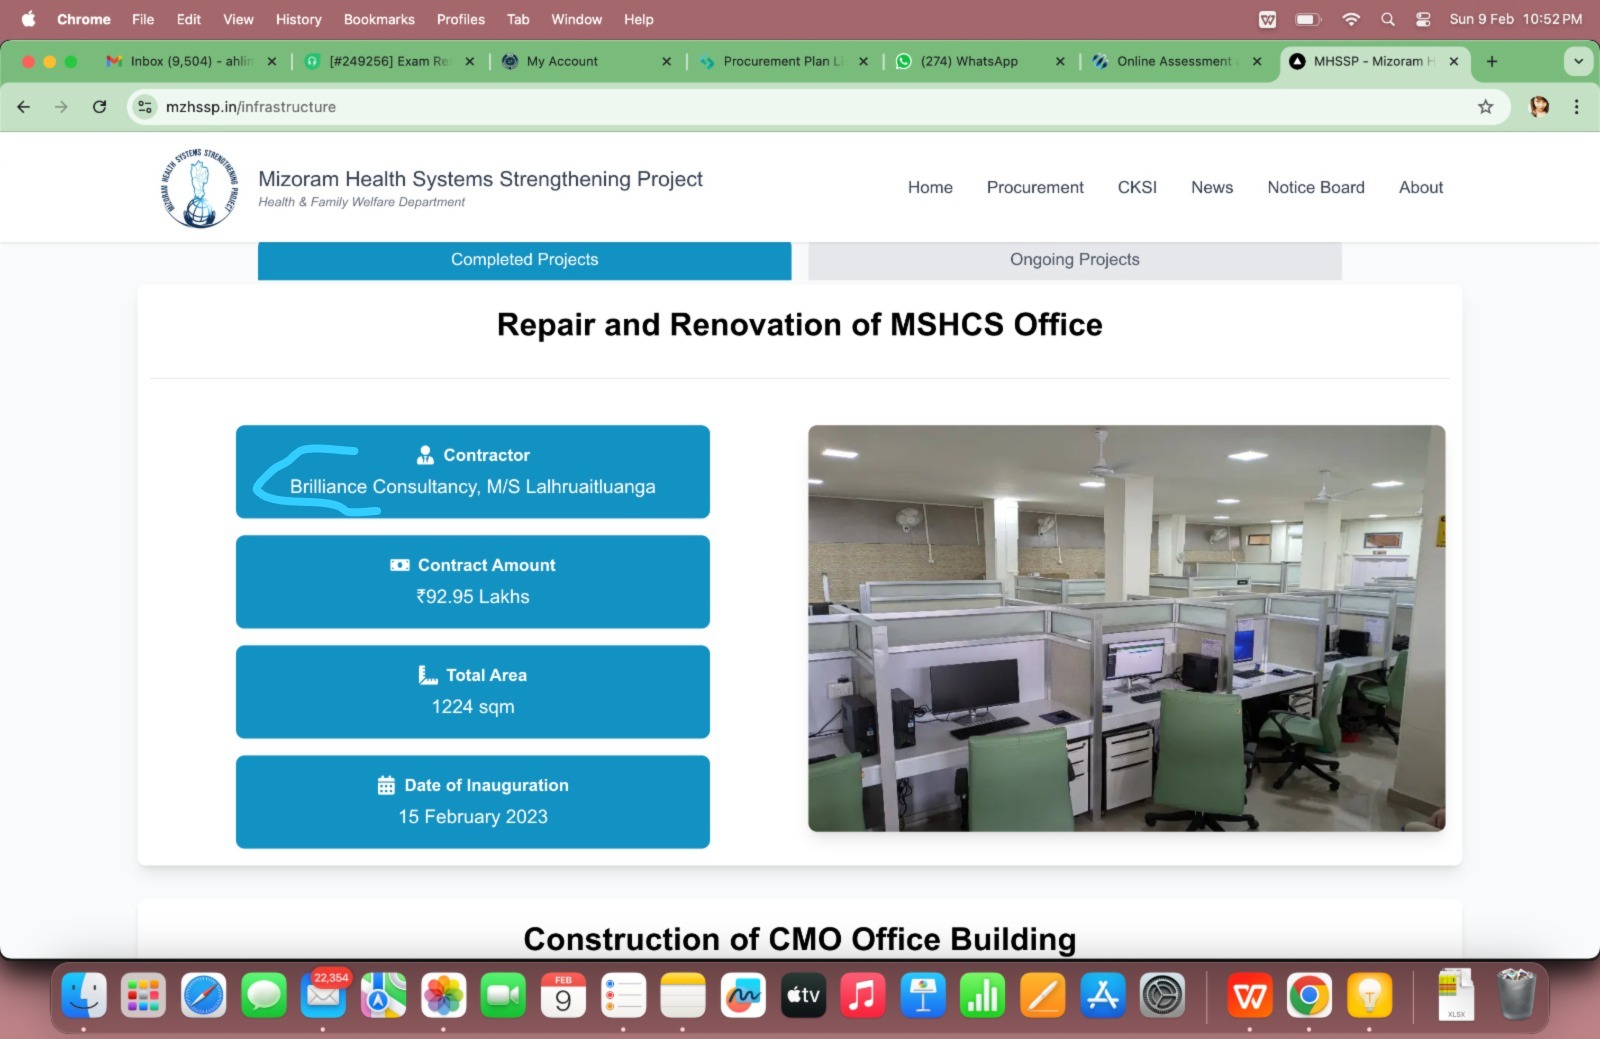 Chrome File Edit View History Bookmarks Profiles Tab Window Help Sun 9 Feb 10:52 PM
Inbox (9,504) - ahlin [#249256] Exam Re My Account Procurement Plan Li (274) WhatsApp Online Assessment MHSSP - Mizoram H
mzhssp.in/infrastructure
MIZORAM HEALTH SYSTEMS STRENGTHENING PROJECT
Mizoram Health Systems Strengthening Project
Health & Family Welfare Department
Home Procurement CKSI News Notice Board About
Completed Projects Ongoing Projects
Repair and Renovation of MSHCS Office
Contractor
Brilliance Consultancy, M/S Lalhruaitluanga
Contract Amount
₹92.95 Lakhs
Total Area
1224 sqm
Date of Inauguration
15 February 2023
Construction of CMO Office Building
22,354
FEB
9
tv
XLSX